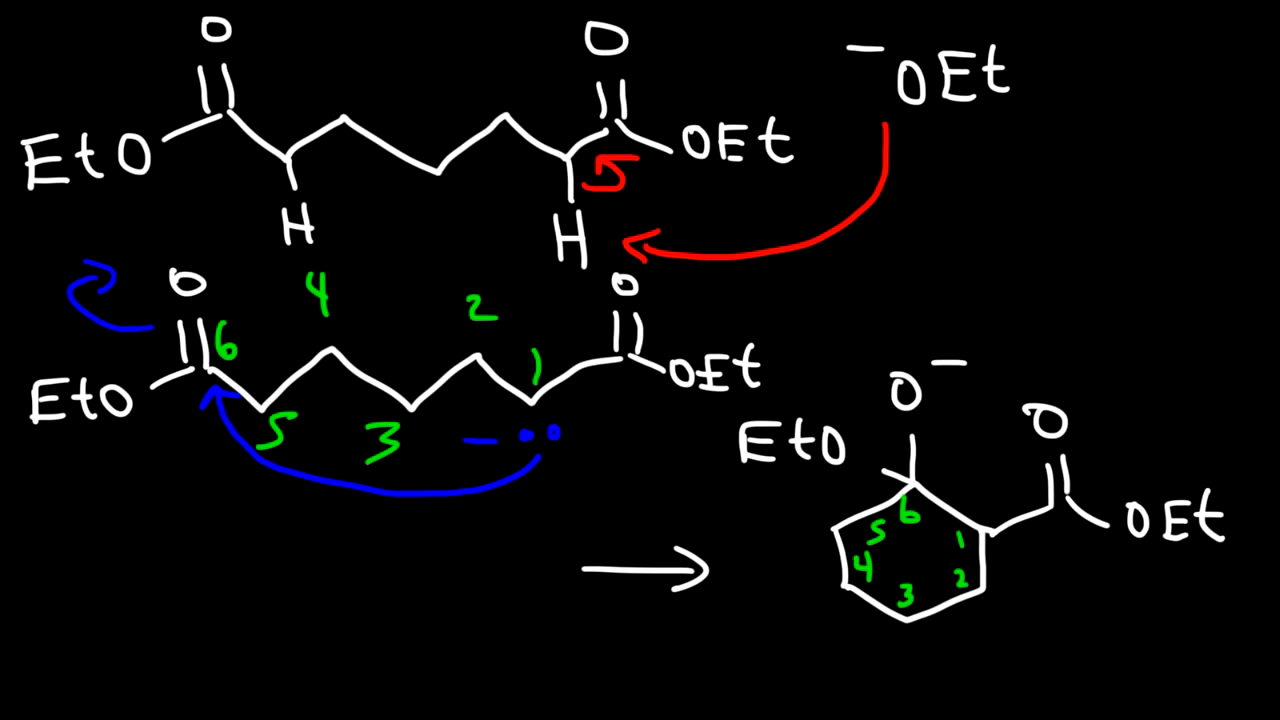 O O
EtO OEt ⁻OEt
H H
O 4 2 O
6 1
EtO OEt
5 3 – ••
O⁻ O
EtO OEt
6
5 1
4 2
3